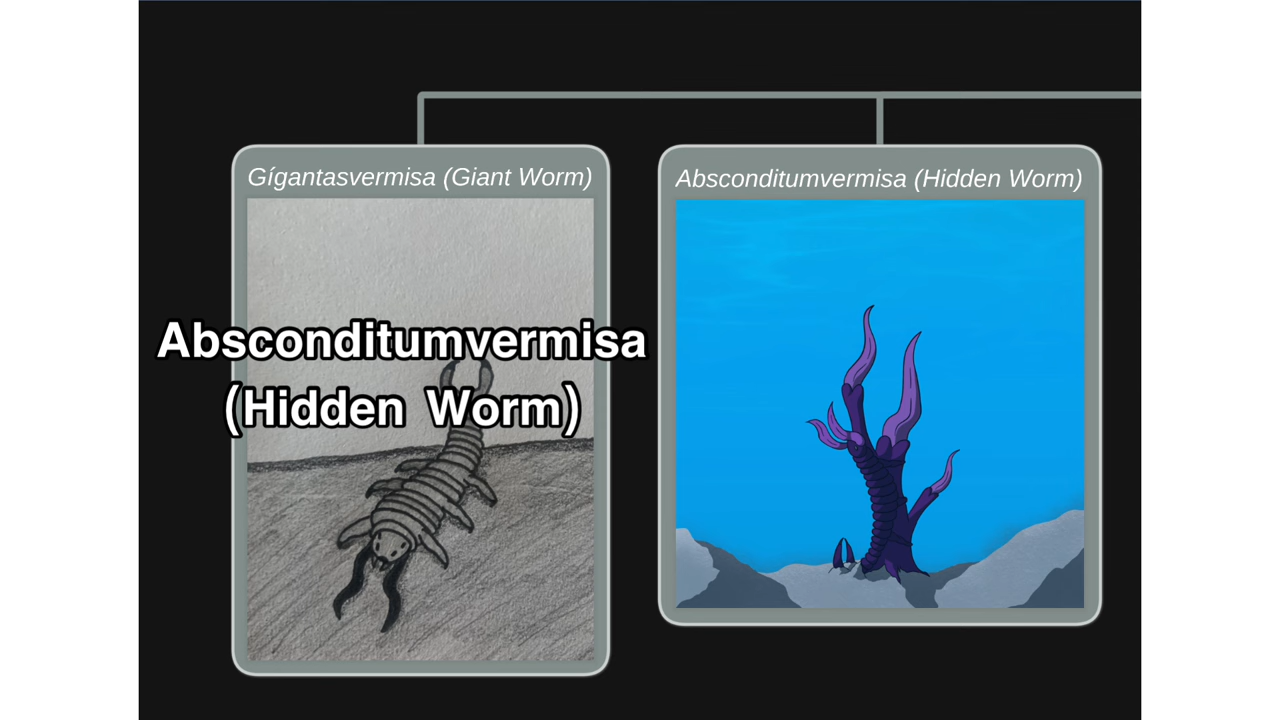 Gígantasvermisa (Giant Worm)
Absconditumvermisa (Hidden Worm)
Absconditumvermisa
(Hidden Worm)